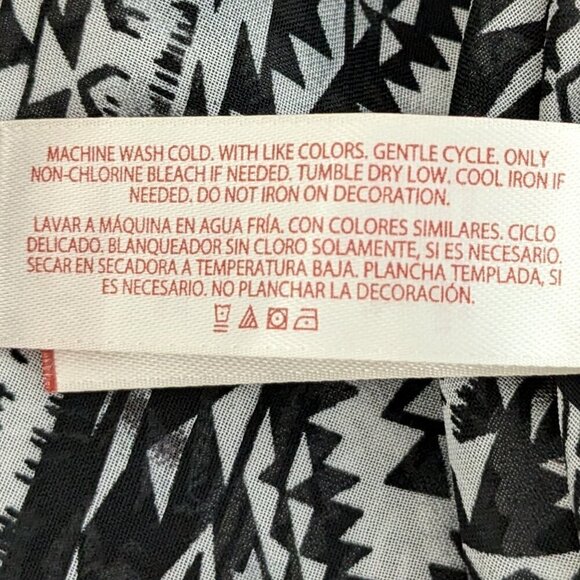 MACHINE WASH COLD. WITH LIKE COLORS. GENTLE CYCLE. ONLY
NON-CHLORINE BLEACH IF NEEDED. TUMBLE DRY LOW. COOL IRON IF
NEEDED. DO NOT IRON ON DECORATION.
LAVAR A MÁQUINA EN AGUA FRÍA. CON COLORES SIMILARES. CICLO
DELICADO. BLANQUEADOR SIN CLORO SOLAMENTE, SI ES NECESARIO.
SECAR EN SECADORA A TEMPERATURA BAJA. PLANCHA TEMPLADA, SI
ES NECESARIO. NO PLANCHAR LA DECORACIÓN.